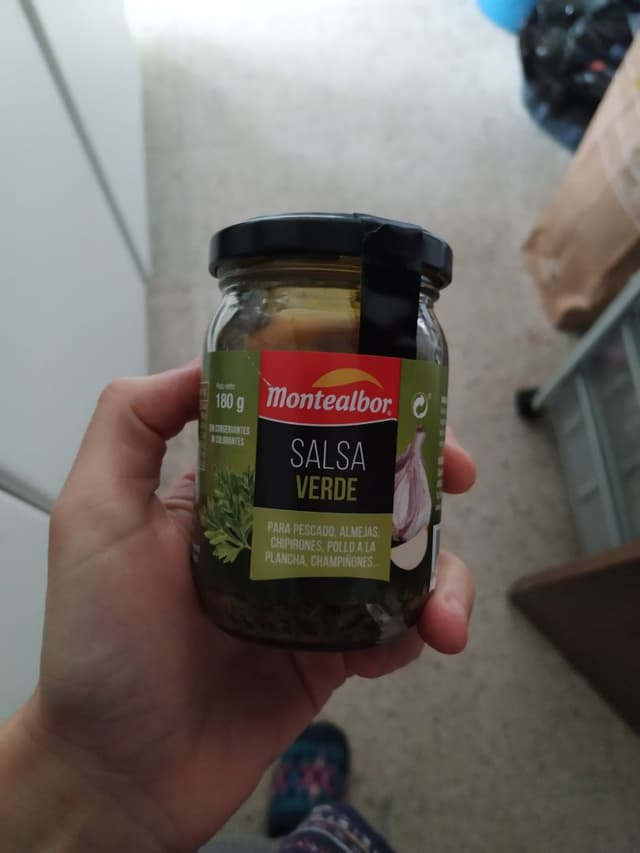 Peso neto:
180 g
SIN CONSERVANTES
NI COLORANTES
Montealbor®
SALSA
VERDE
PARA PESCADO, ALMEJAS,
CHIPIRONES, POLLO A LA
PLANCHA, CHAMPIÑONES...